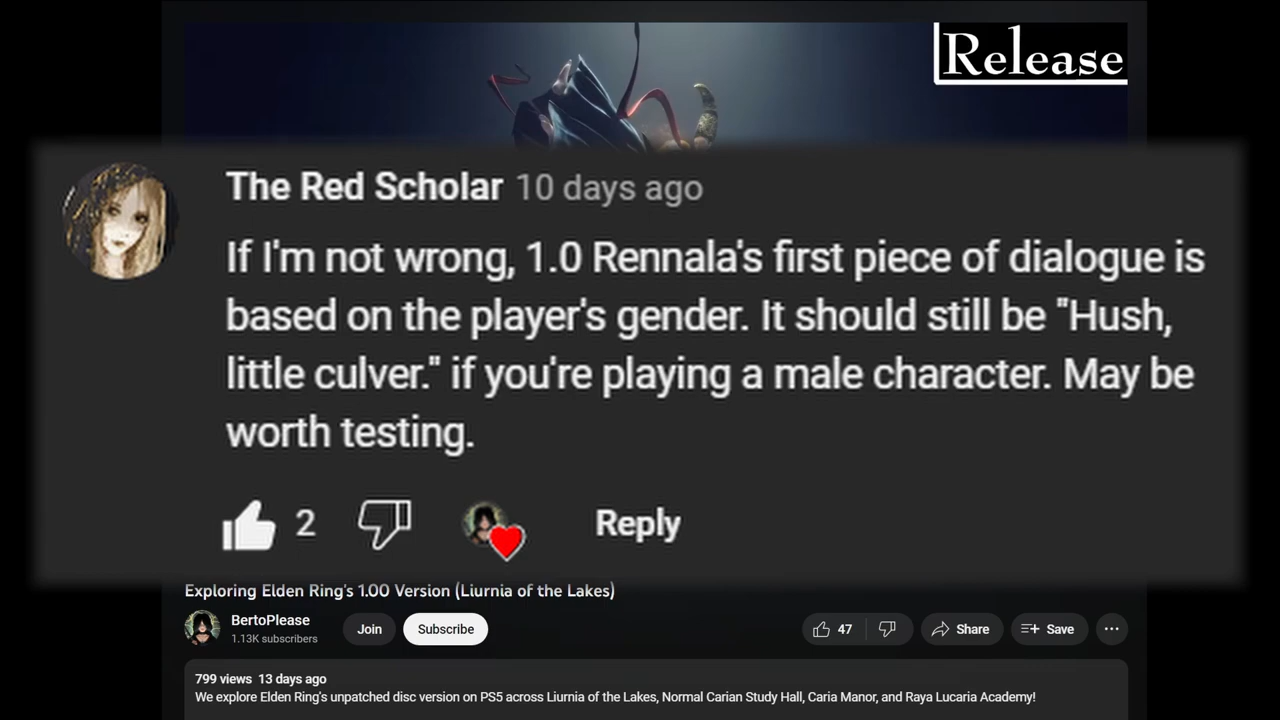 Release
The Red Scholar 10 days ago
If I'm not wrong, 1.0 Rennala's first piece of dialogue is
based on the player's gender. It should still be "Hush,
little culver." if you're playing a male character. May be
worth testing.
2 Reply
Exploring Elden Ring's 1.00 Version (Liurnia of the Lakes)
BertoPlease
1.13K subscribers
Join Subscribe 47 Share Save
799 views 13 days ago
We explore Elden Ring's unpatched disc version on PS5 across Liurnia of the Lakes, Normal Carian Study Hall, Caria Manor, and Raya Lucaria Academy!